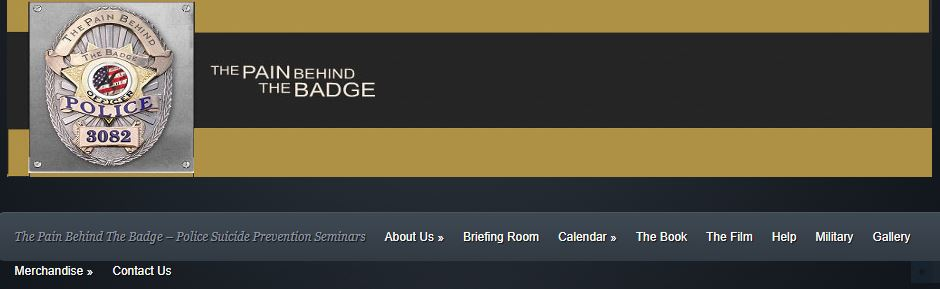 THE PAIN BEHIND
THE BADGE
OFFICER
POLICE
3082
THE PAIN BEHIND
THE BADGE
The Pain Behind The Badge – Police Suicide Prevention Seminars About Us » Briefing Room Calendar » The Book The Film Help Military Gallery
Merchandise » Contact Us